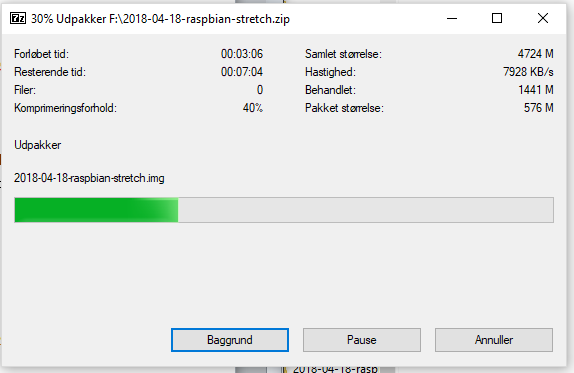 7z 30% Udpakker F:\2018-04-18-raspbian-stretch.zip
Forløbet tid: 00:03:06 Samlet størrelse: 4724 M
Resterende tid: 00:07:04 Hastighed: 7928 KB/s
Filer: 0 Behandlet: 1441 M
Komprimeringsforhold: 40% Pakket størrelse: 576 M
Udpakker
2018-04-18-raspbian-stretch.img
Baggrund Pause Annuller
2018-04-18-rasp